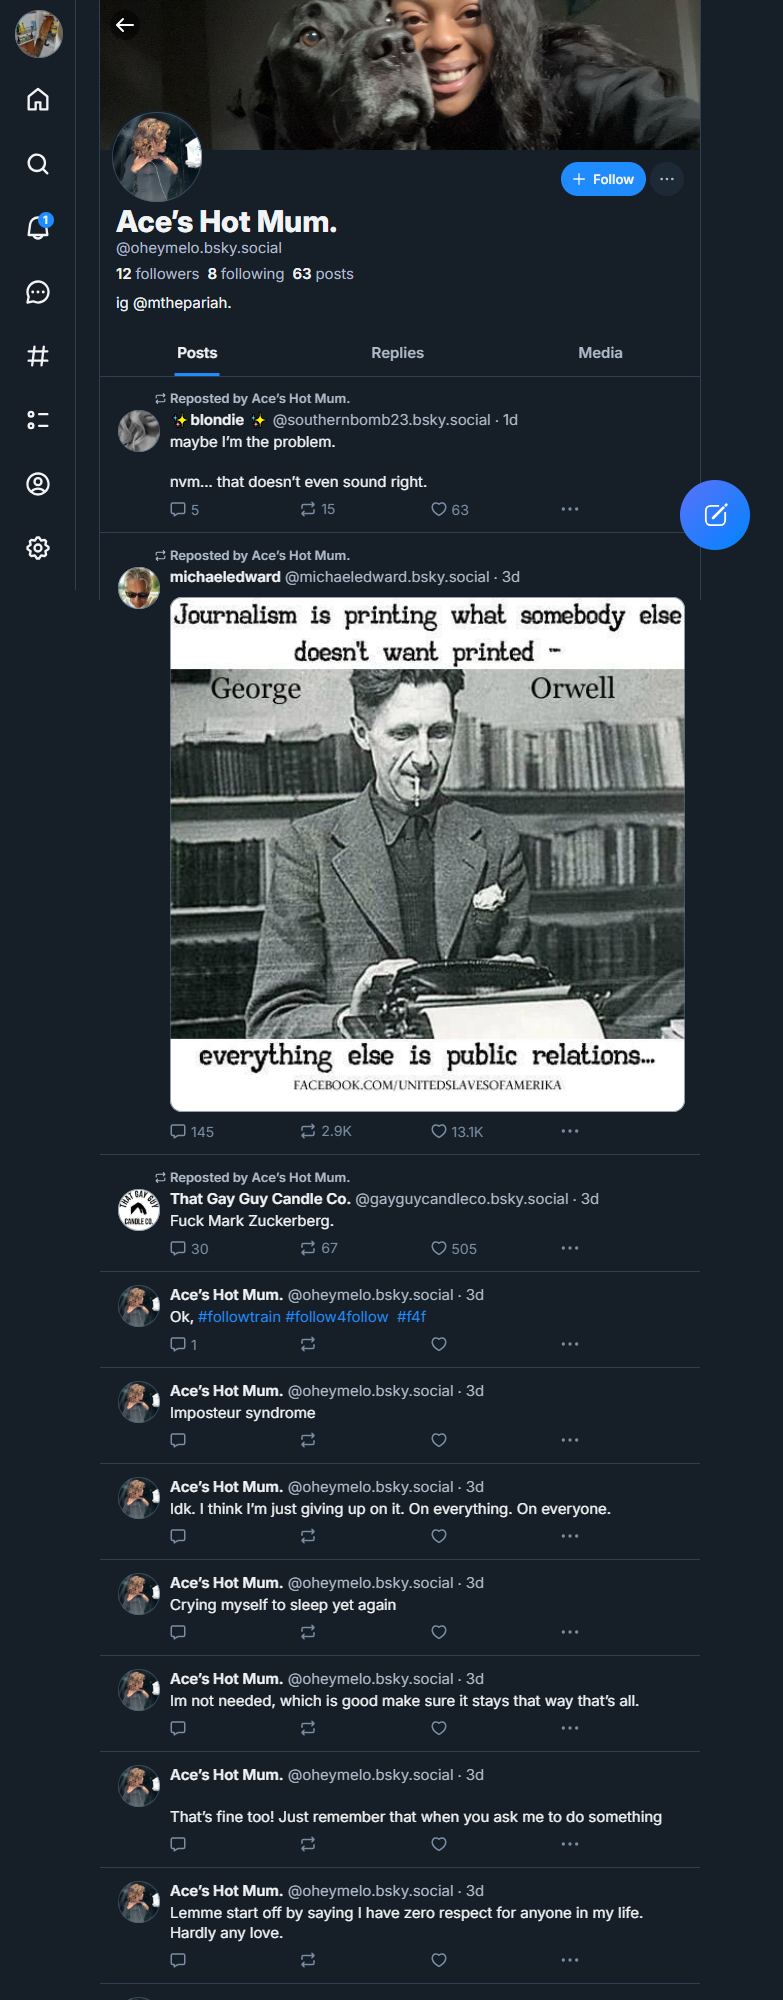 1
+ Follow
Ace's Hot Mum.
@oheymelo.bsky.social
12 followers 8 following 63 posts
ig @mthepariah.
Posts Replies Media
Reposted by Ace's Hot Mum.
✨blondie ✨ @southernbomb23.bsky.social · 1d
maybe I'm the problem.
nvm... that doesn't even sound right.
5 15 63
Reposted by Ace's Hot Mum.
michaeledward @michaeledward.bsky.social · 3d
Journalism is printing what somebody else
doesn't want printed -
George Orwell
everything else is public relations...
FACEBOOK.COM/UNITEDSLAVESOFAMERIKA
145 2.9K 13.1K
Reposted by Ace's Hot Mum.
THAT GAY GUY
CANDLE CO.
That Gay Guy Candle Co. @gayguycandleco.bsky.social · 3d
Fuck Mark Zuckerberg.
30 67 505
Ace's Hot Mum. @oheymelo.bsky.social · 3d
Ok, #followtrain #follow4follow #f4f
1
Ace's Hot Mum. @oheymelo.bsky.social · 3d
Imposteur syndrome
Ace's Hot Mum. @oheymelo.bsky.social · 3d
Idk. I think I'm just giving up on it. On everything. On everyone.
Ace's Hot Mum. @oheymelo.bsky.social · 3d
Crying myself to sleep yet again
Ace's Hot Mum. @oheymelo.bsky.social · 3d
Im not needed, which is good make sure it stays that way that's all.
Ace's Hot Mum. @oheymelo.bsky.social · 3d
That's fine too! Just remember that when you ask me to do something
Ace's Hot Mum. @oheymelo.bsky.social · 3d
Lemme start off by saying I have zero respect for anyone in my life.
Hardly any love.